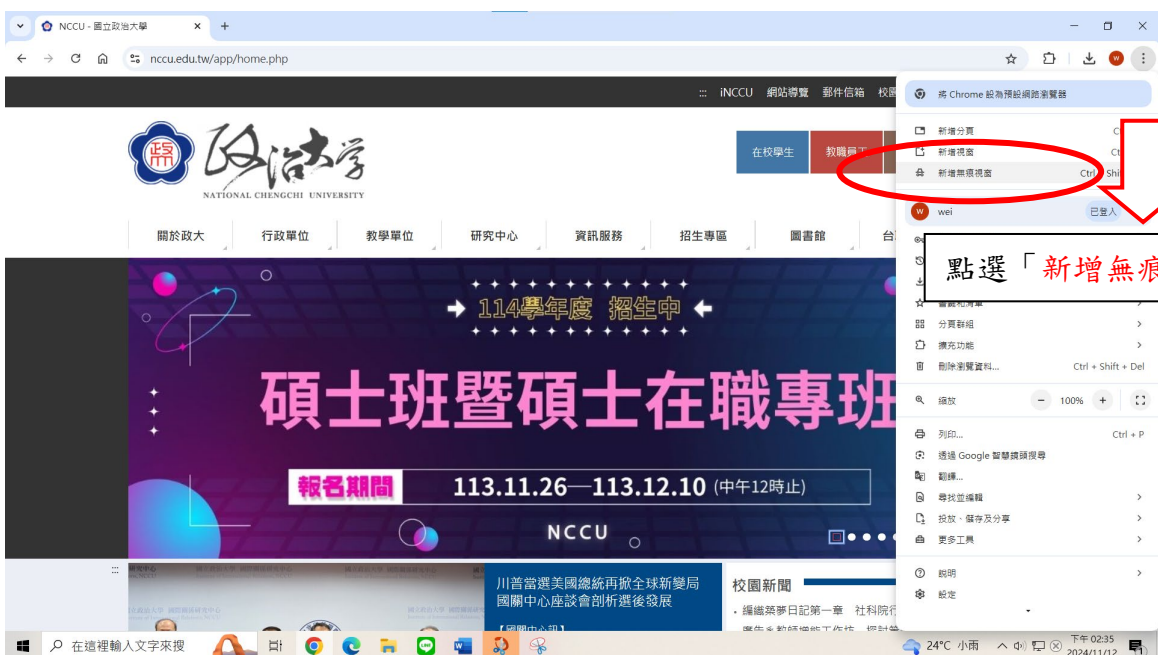 NCCU - 國立政治大學
nccu.edu.tw/app/home.php
W
將 Chrome 設為預設網路瀏覽器
::: iNCCU 網站導覽 郵件信箱
新增分頁
新增視窗
新增無痕視窗
政治大学
NATIONAL CHENGCHI UNIVERSITY
在校學生 教職員工
W wei 已登入
點選「新增無痕
關於政大 行政單位 教學單位 研究中心 資訊服務 招生專區 圖書館
分頁群組
擴充功能
刪除瀏覽資料... Ctrl + Shift + Del
縮放 - 100% +
列印... Ctrl + P
透過 Google 智慧鏡頭搜尋
翻譯...
尋找並編輯
投放、儲存及分享
更多工具
說明
設定
114學年度 招生中
碩士班暨碩士在職專班
報名期間 113.11.26—113.12.10 (中午12時止)
NCCU
川普當選美國總統再掀全球新變局
國關中心座談會剖析選後發展
校園新聞
編織築夢日記第一章 社科院
在這裡輸入文字來搜
24°C 小雨
下午 02:35
2024/11/12